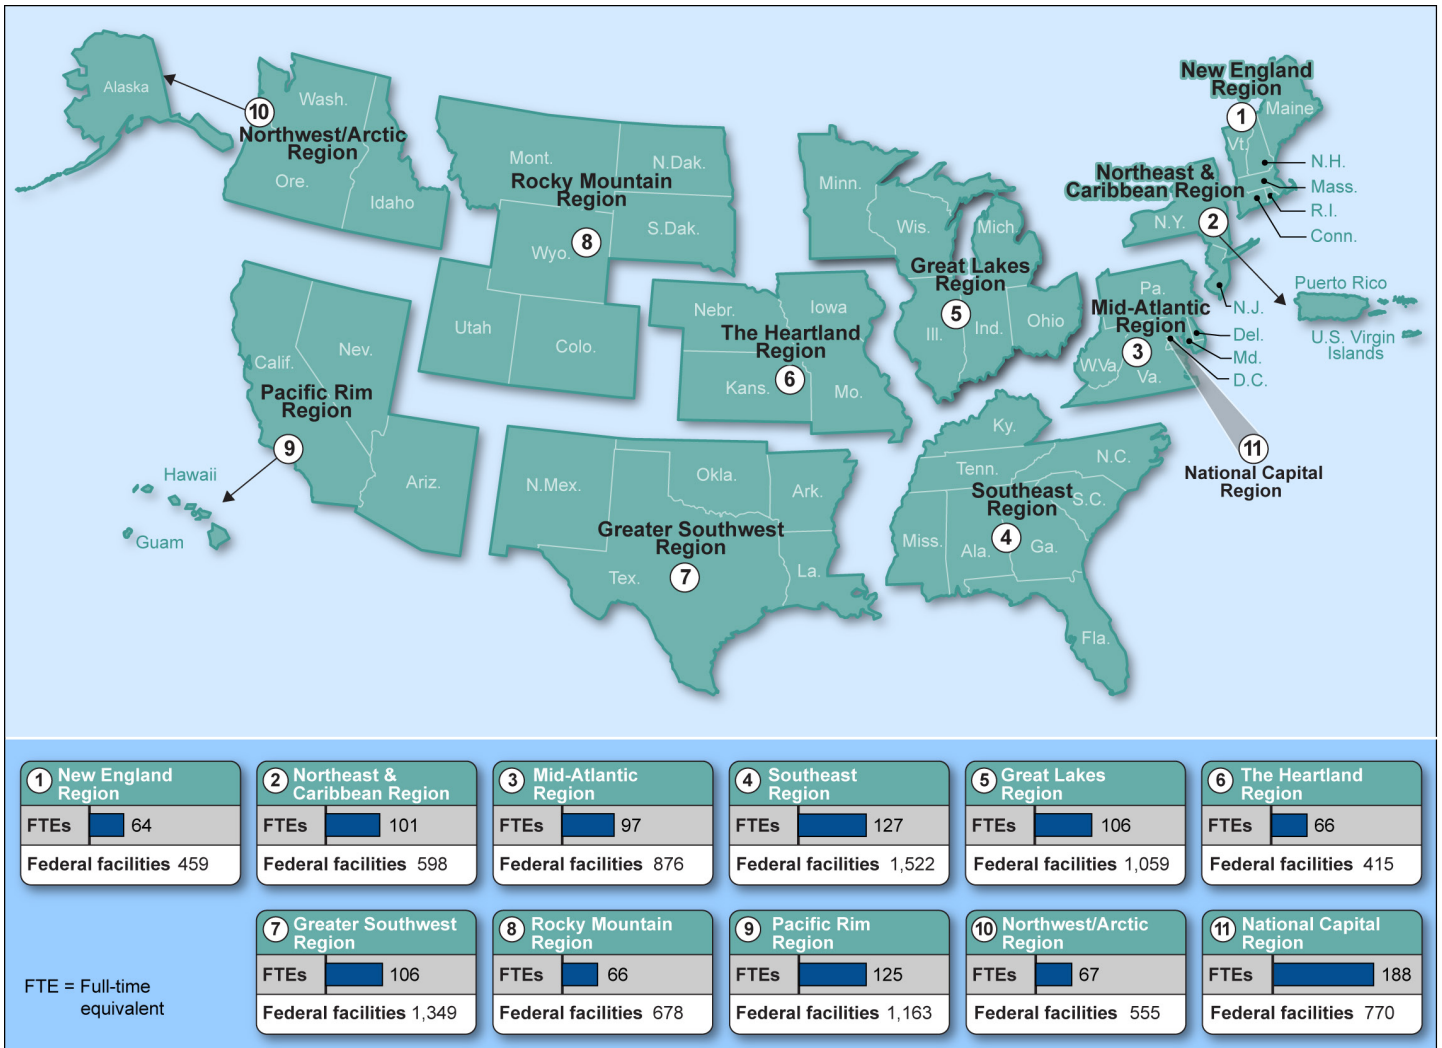 New England
Region
1
Maine
Vt.
N.H.
Mass.
R.I.
Conn.
Alaska
10
Wash.
Northwest/Arctic
Region
Ore.
Idaho
Mont.
N.Dak.
Rocky Mountain
Region
8
Wyo.
S.Dak.
Utah
Colo.
Minn.
Wis.
Mich.
Great Lakes
Region
5
Ill.
Ind.
Ohio
Northeast &
Caribbean Region
N.Y.
2
Puerto Rico
U.S. Virgin
Islands
N.J.
Pa.
Mid-Atlantic
Region
3
W.Va.
Va.
Del.
Md.
D.C.
11
National Capital
Region
Nebr.
Iowa
The Heartland
Region
6
Kans.
Mo.
Calif.
Nev.
Pacific Rim
Region
9
Hawaii
Guam
Ariz.
N.Mex.
Okla.
Ark.
Greater Southwest
Region
7
Tex.
La.
Ky.
Tenn.
N.C.
Southeast
Region
S.C.
4
Miss.
Ala.
Ga.
Fla.
1 New England
Region
FTEs 64
Federal facilities 459
2 Northeast &
Caribbean Region
FTEs 101
Federal facilities 598
3 Mid-Atlantic
Region
FTEs 97
Federal facilities 876
4 Southeast
Region
FTEs 127
Federal facilities 1,522
5 Great Lakes
Region
FTEs 106
Federal facilities 1,059
6 The Heartland
Region
FTEs 66
Federal facilities 415
7 Greater Southwest
Region
FTEs 106
Federal facilities 1,349
8 Rocky Mountain
Region
FTEs 66
Federal facilities 678
9 Pacific Rim
Region
FTEs 125
Federal facilities 1,163
10 Northwest/Arctic
Region
FTEs 67
Federal facilities 555
11 National Capital
Region
FTEs 188
Federal facilities 770
FTE = Full-time
equivalent